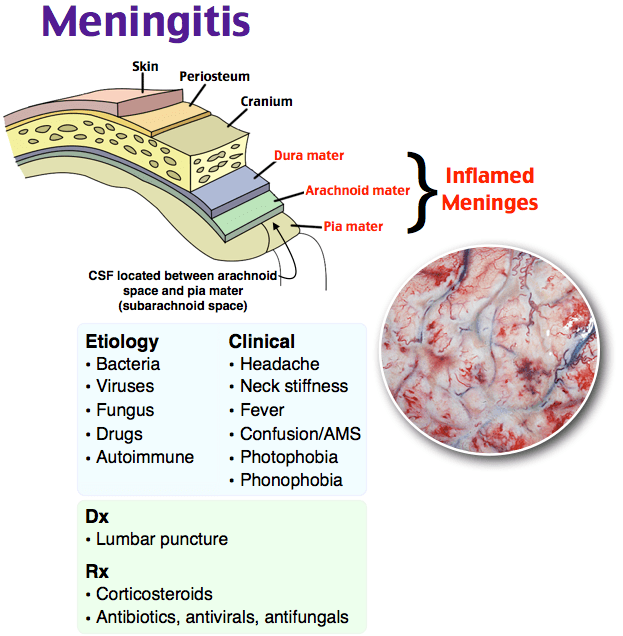 Meningitis
Skin
Periosteum
Cranium
Dura mater
Arachnoid mater
Pia mater
Inflamed
Meninges
CSF located between arachnoid
space and pia mater
(subarachnoid space)
Etiology
• Bacteria
• Viruses
• Fungus
• Drugs
• Autoimmune
Clinical
• Headache
• Neck stiffness
• Fever
• Confusion/AMS
• Photophobia
• Phonophobia
Dx
• Lumbar puncture
Rx
• Corticosteroids
• Antibiotics, antivirals, antifungals